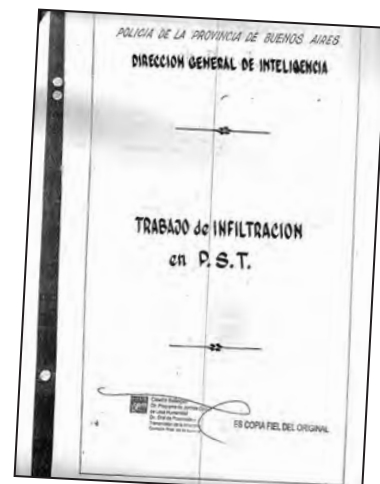 POLICIA DE LA PROVINCIA DE BUENOS AIRES
DIRECCION GENERAL DE INTELIGENCIA
TRABAJO de INFILTRACION
en P.S.T.
ES COPIA FIEL DEL ORIGINAL